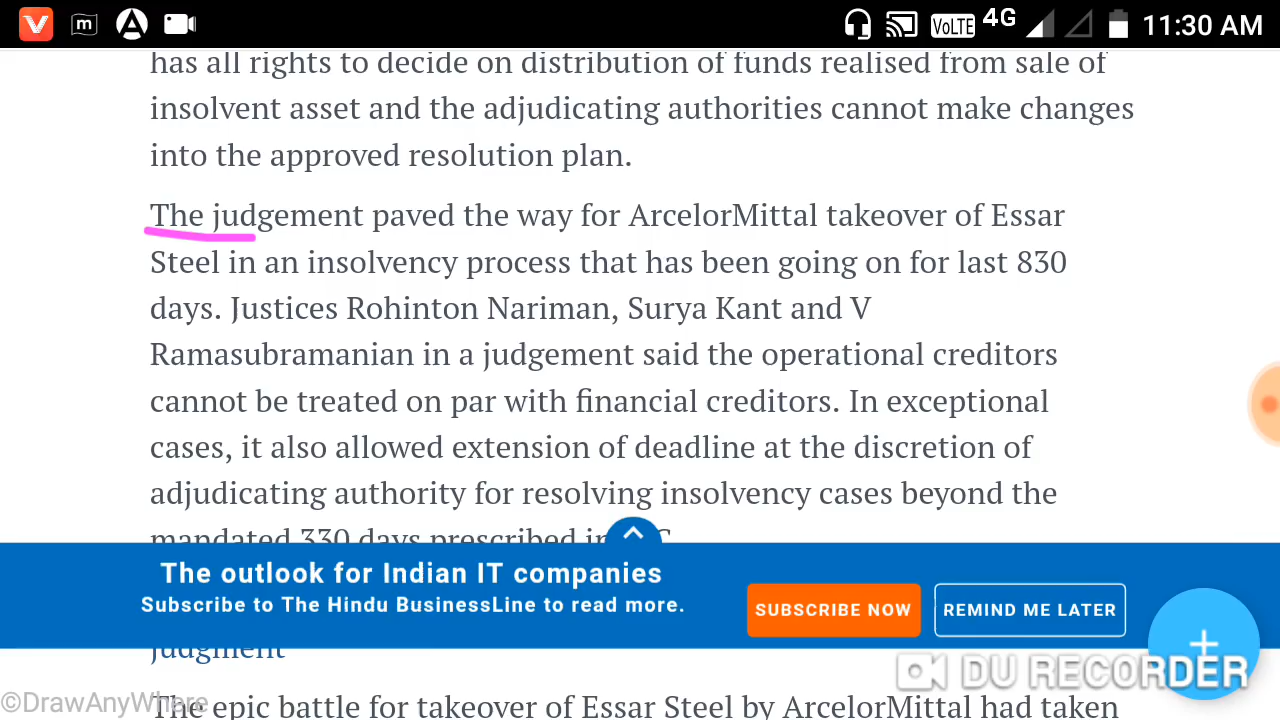 m
VoLTE 4G 11:30 AM
has all rights to decide on distribution of funds realised from sale of
insolvent asset and the adjudicating authorities cannot make changes
into the approved resolution plan.
The judgement paved the way for ArcelorMittal takeover of Essar
Steel in an insolvency process that has been going on for last 830
days. Justices Rohinton Nariman, Surya Kant and V
Ramasubramanian in a judgement said the operational creditors
cannot be treated on par with financial creditors. In exceptional
cases, it also allowed extension of deadline at the discretion of
adjudicating authority for resolving insolvency cases beyond the
mandated 330 days prescribed in
The outlook for Indian IT companies
Subscribe to The Hindu BusinessLine to read more.
SUBSCRIBE NOW
REMIND ME LATER
judgment
DU RECORDER
©DrawAnyWhere
The epic battle for takeover of Essar Steel by ArcelorMittal had taken